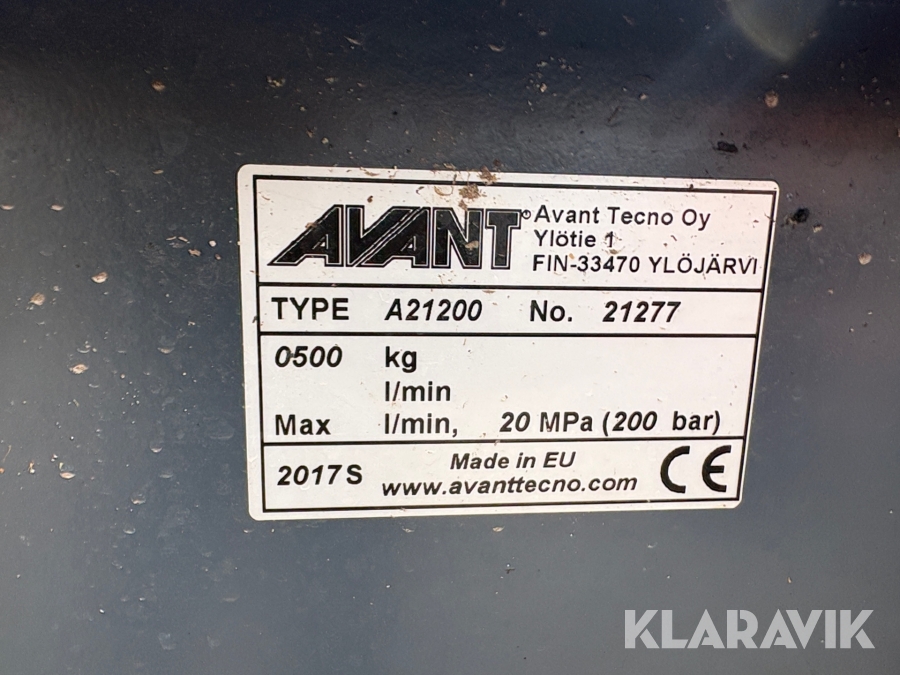 AVANT®
Avant Tecno Oy
Ylötie 1
FIN-33470 YLÖJÄRVI
TYPE A21200 No. 21277
0500 kg
l/min
Max l/min, 20 MPa (200 bar)
2017S
Made in EU
www.avanttecno.com
CE
KLARAVIK